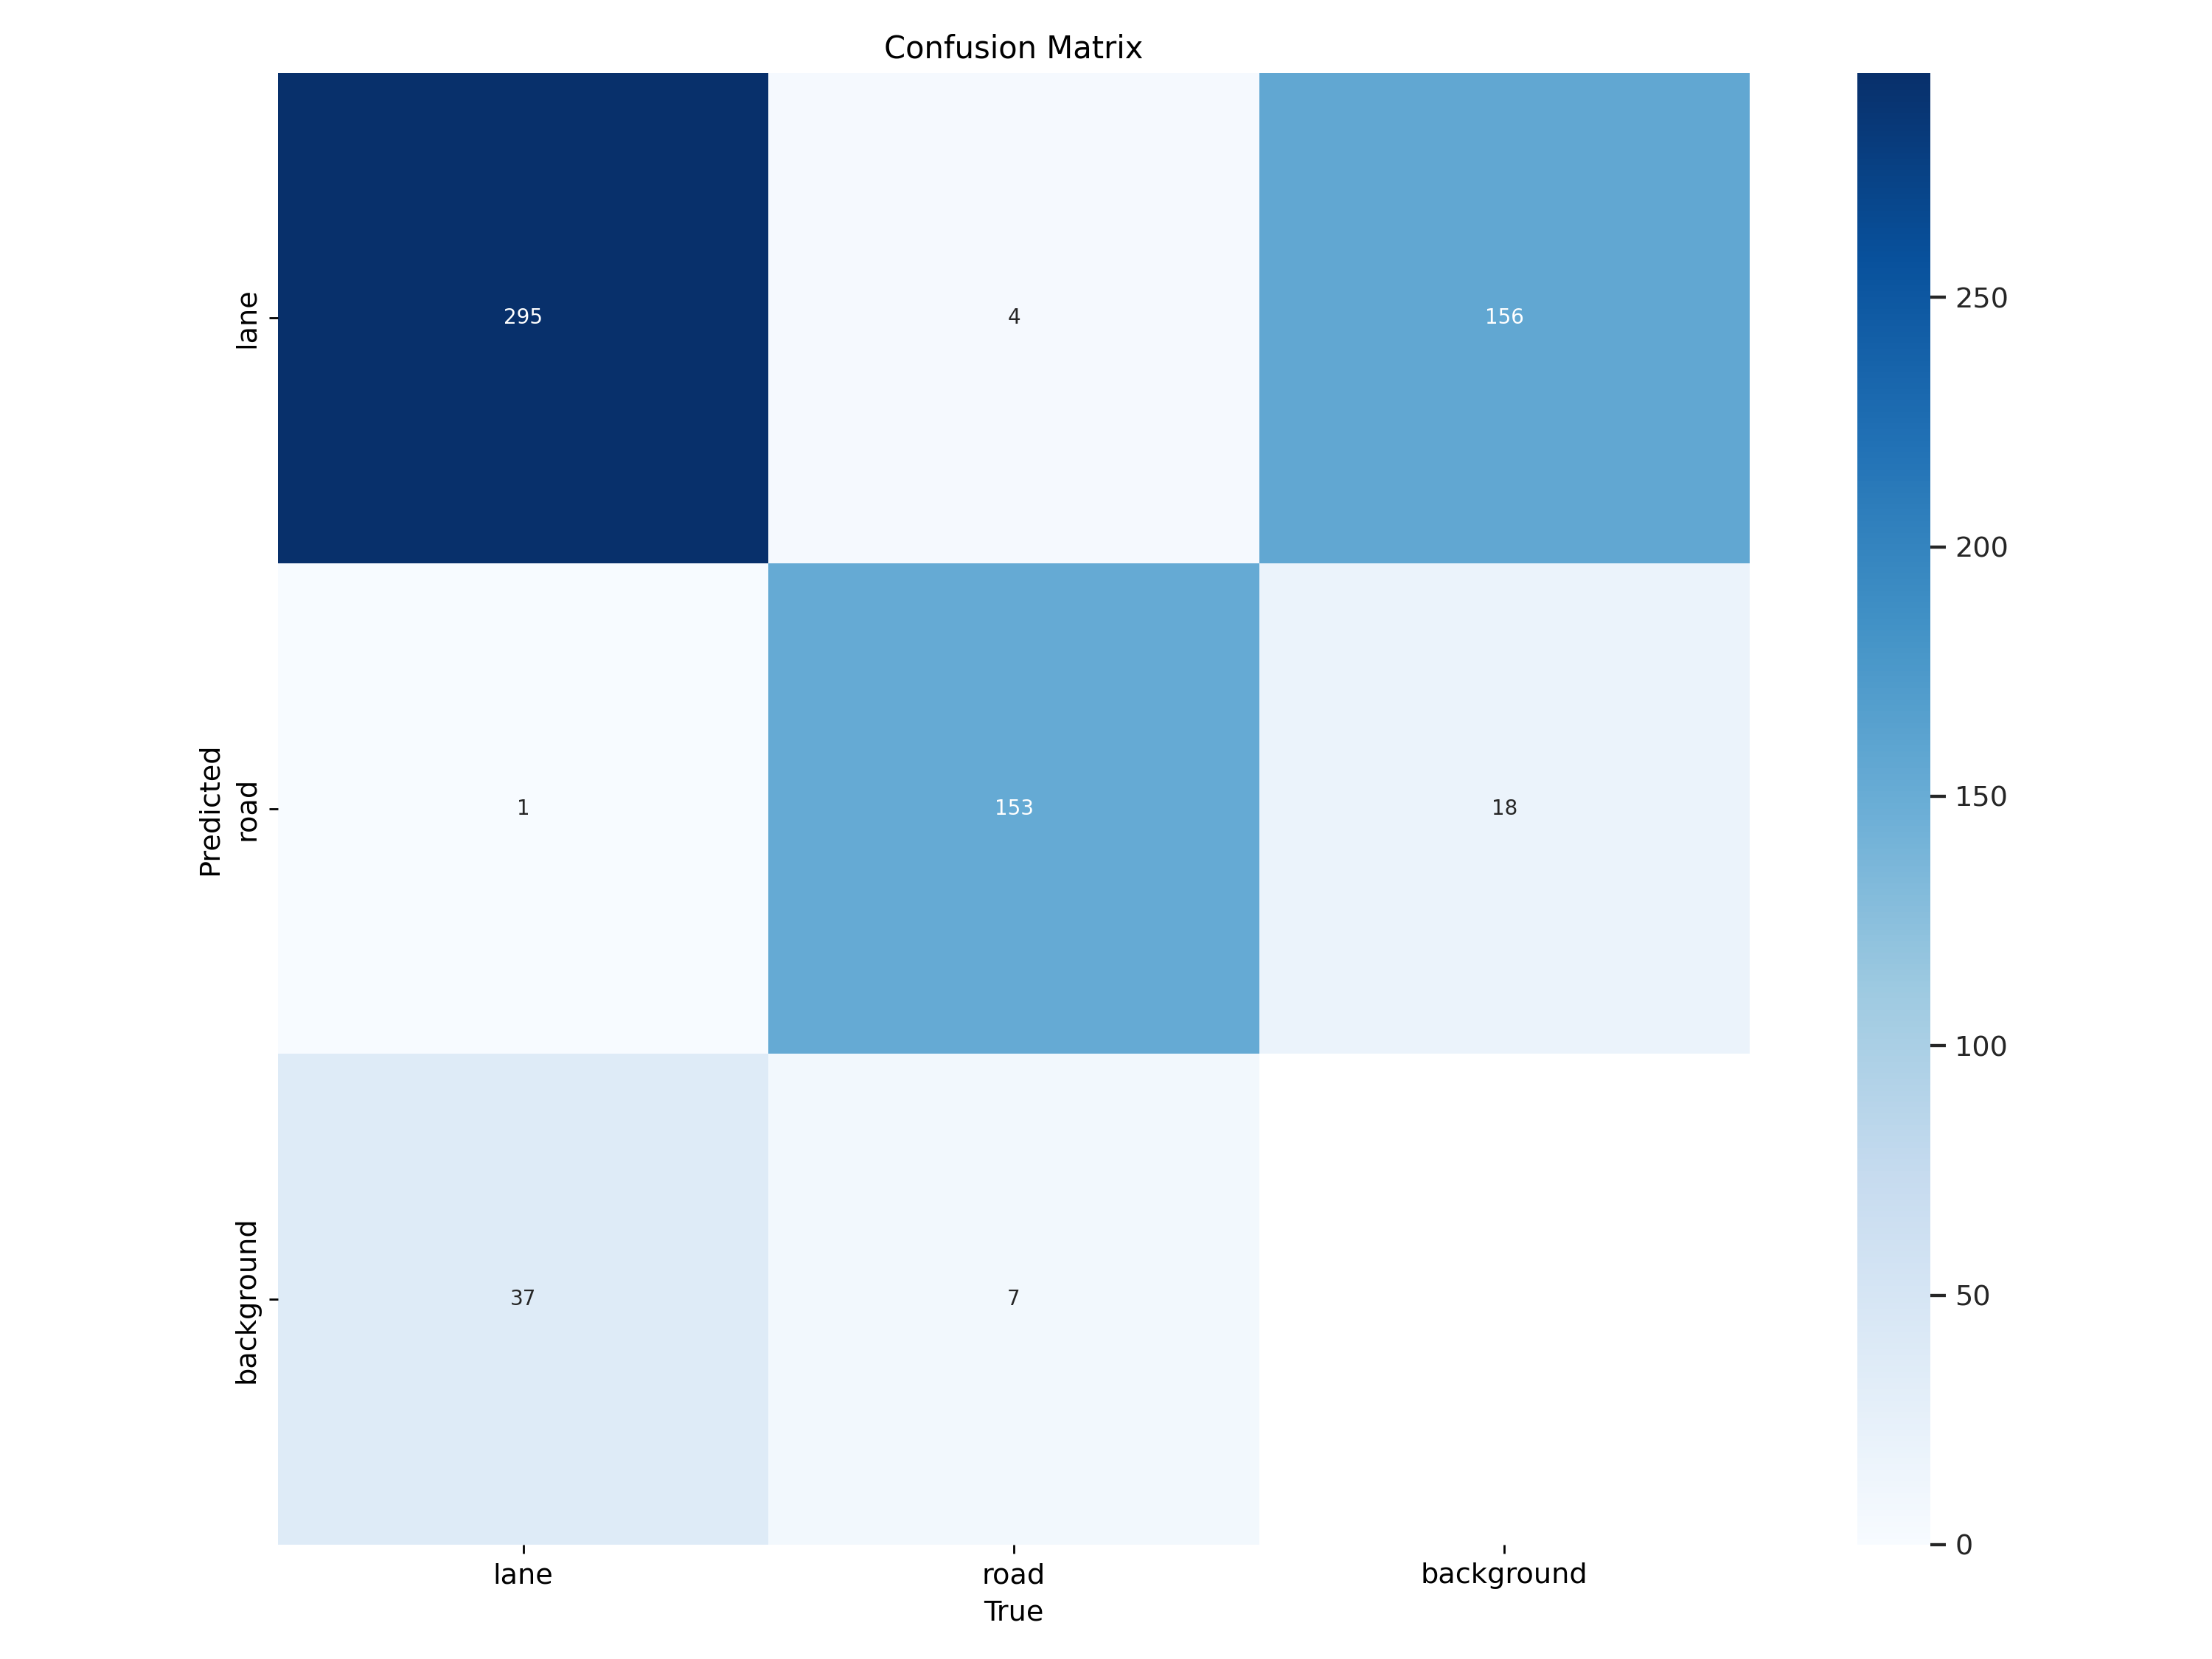 Confusion Matrix
295 4 156
1 153 18
37 7
lane
road
background
Predicted
lane road background
True
250
200
150
100
50
0